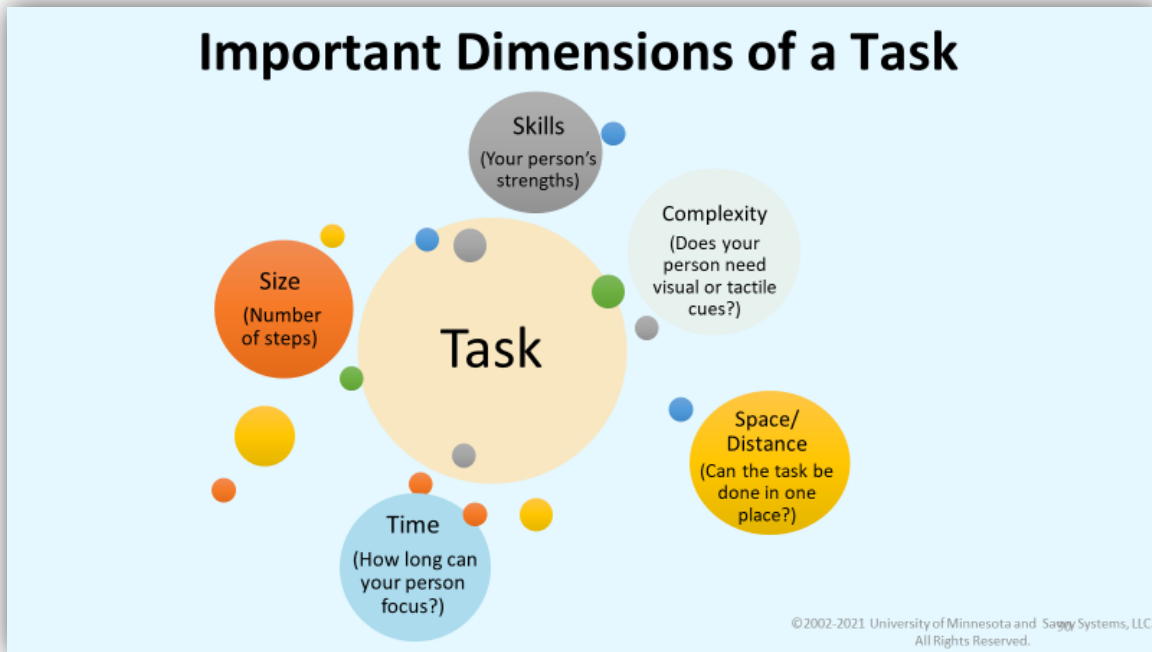 Important Dimensions of a Task
Skills
(Your person's
strengths)
Complexity
(Does your
person need
visual or tactile
cues?)
Size
(Number
of steps)
Task
Space/
Distance
(Can the task be
done in one
place?)
Time
(How long can
your person
focus?)
©2002-2021 University of Minnesota and Savvy Systems, LLC
All Rights Reserved.